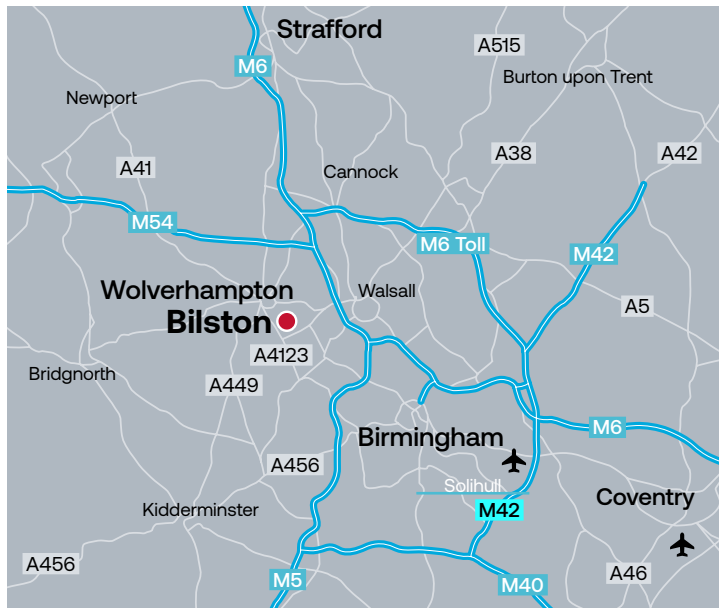 Strafford
A515
M6
Burton upon Trent
Newport
A38
A42
A41
Cannock
M54
M6 Toll
M42
Wolverhampton
Walsall
A5
Bilston
A4123
Bridgnorth
A449
M6
Birmingham
A456
Solihull
Coventry
Kidderminster
M42
A456
A46
M5
M40